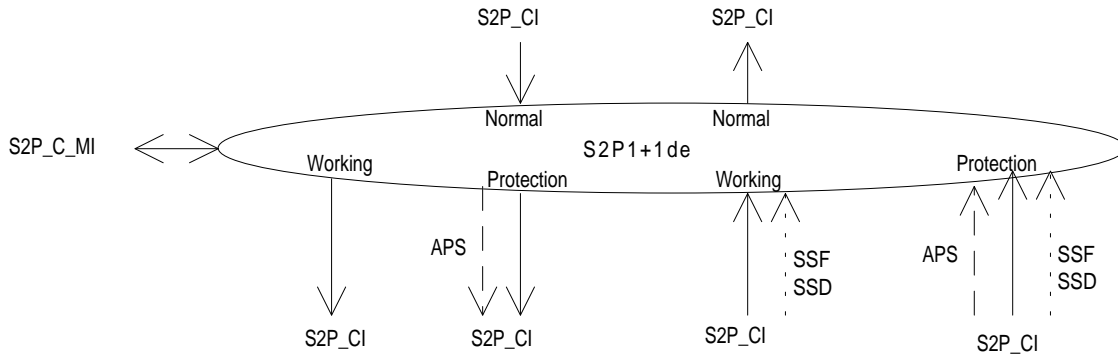 S2P_CI
S2P_CI
Normal
Normal
S2P_C_MI
S2P1+1de
Working
Protection
Working
Protection
APS
SSF
SSD
APS
SSF
SSD
S2P_CI
S2P_CI
S2P_CI
S2P_CI